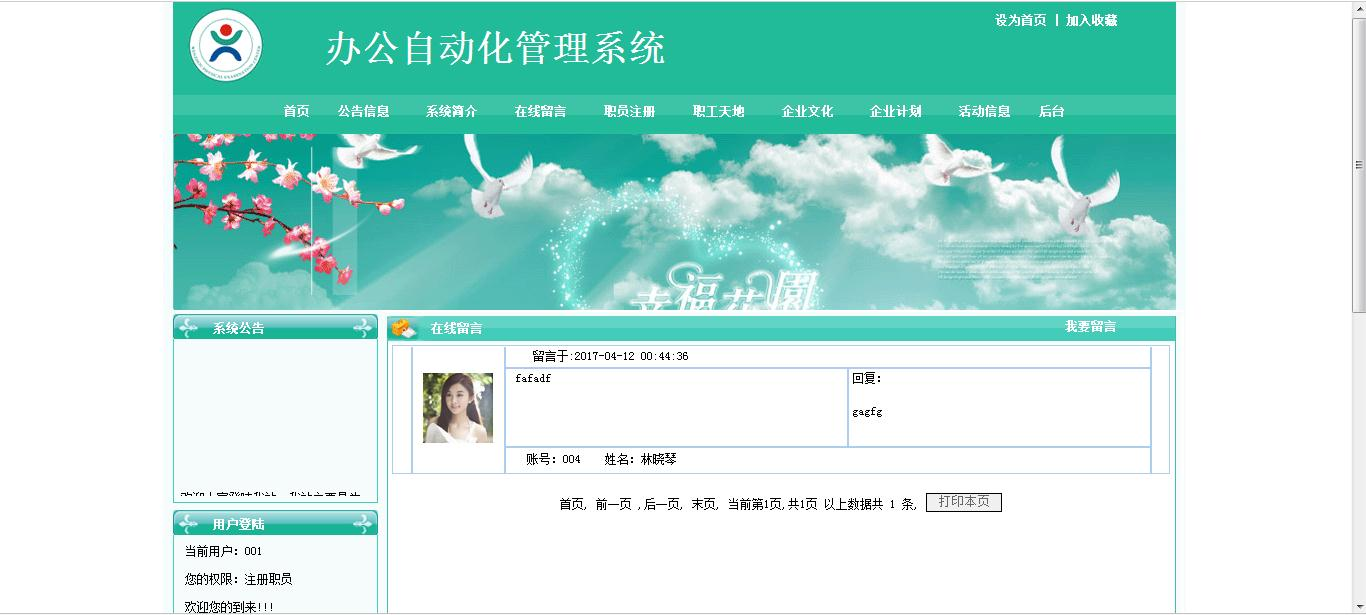 设为首页 | 加入收藏
办公自动化管理系统
首页 公告信息 系统简介 在线留言 职员注册 职工天地 企业文化 企业计划 活动信息 后台
幸福花園
系统公告
在线留言 我要留言
留言于:2017-04-12 00:44:36
fafadf
回复:
gagfg
账号: 004 姓名: 林晓琴
首页, 前一页 ,后一页, 末页, 当前第1页,共1页 以上数据共 1 条, 打印本页
用户登陆
当前用户: 001
您的权限: 注册职员
欢迎您的到来!!!